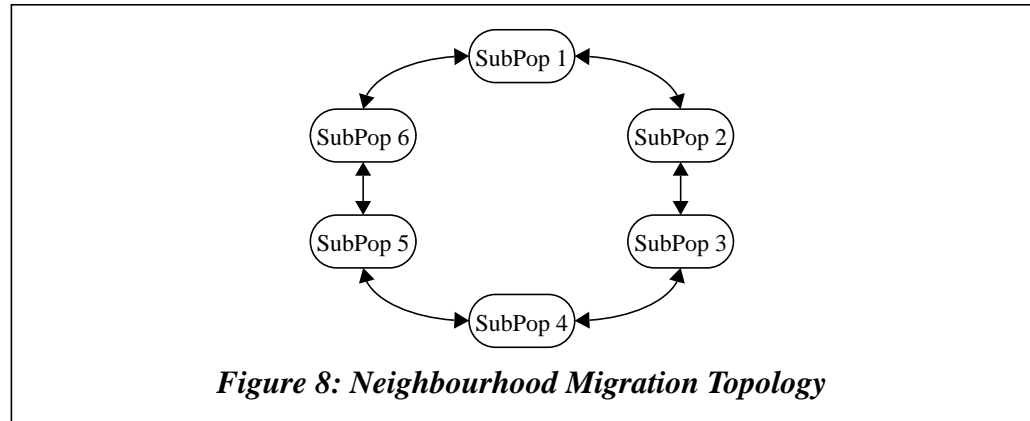 SubPop 1
SubPop 6
SubPop 2
SubPop 5
SubPop 3
SubPop 4
Figure 8: Neighbourhood Migration Topology